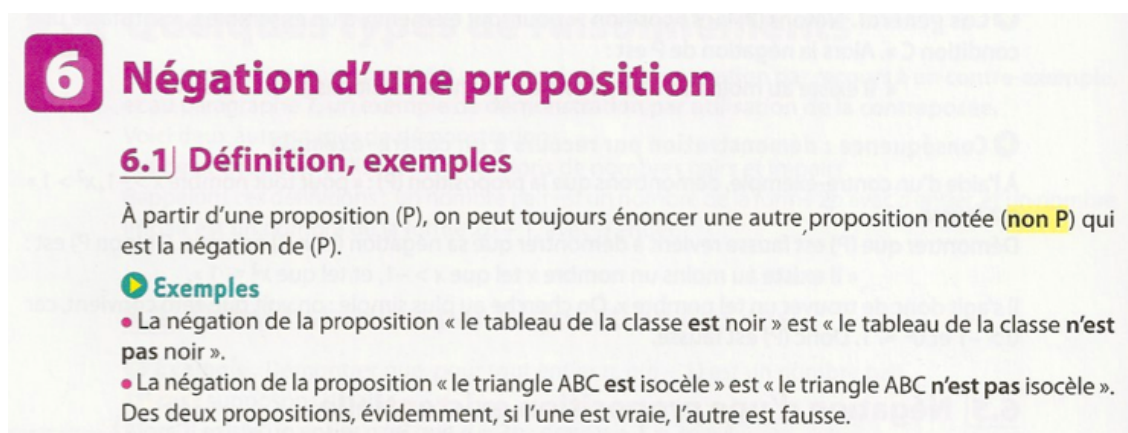 6 Négation d'une proposition
6.1 Définition, exemples
À partir d'une proposition (P), on peut toujours énoncer une autre proposition notée (non P) qui
est la négation de (P).
Exemples
• La négation de la proposition « le tableau de la classe est noir » est « le tableau de la classe n'est
pas noir ».
• La négation de la proposition « le triangle ABC est isocèle » est « le triangle ABC n'est pas isocèle ».
Des deux propositions, évidemment, si l'une est vraie, l'autre est fausse.